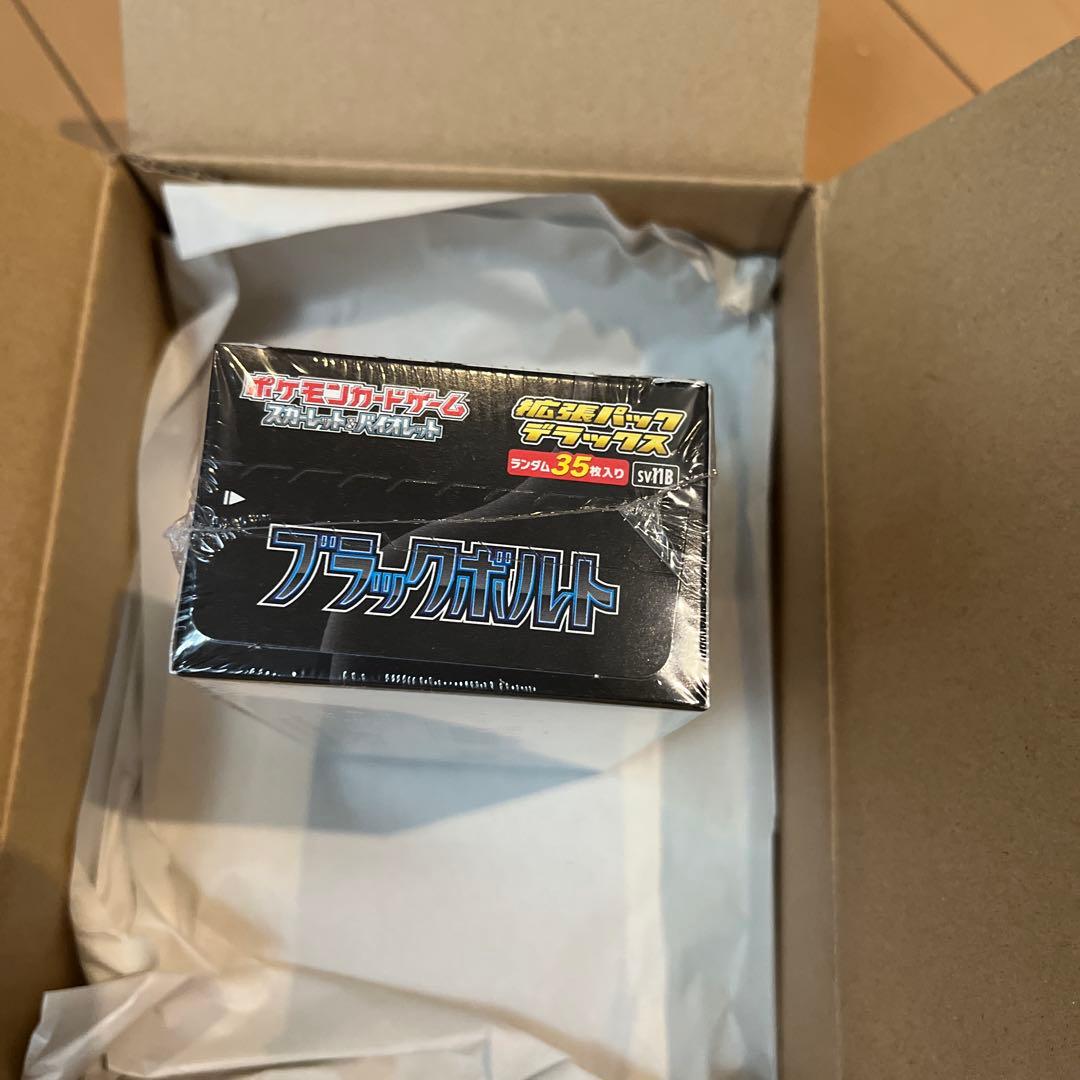 ポケモンカードゲーム
スカーレット&バイオレット
拡張パック
デラックス
ランダム35枚入り
SV11B
ブラックボルト